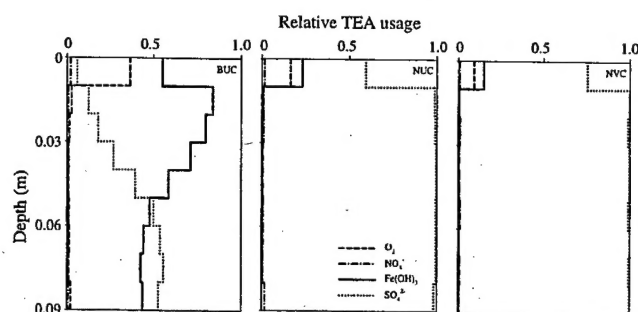 Relative TEA usage
0 0.5 1.0 0 0.5 1.0 0 0.5 1.0
BUC NUC NVC
0
0.03
0.06
0.09
Depth (m)
O₂
NO₃⁻
Fe(OH)₃
SO₄²⁻